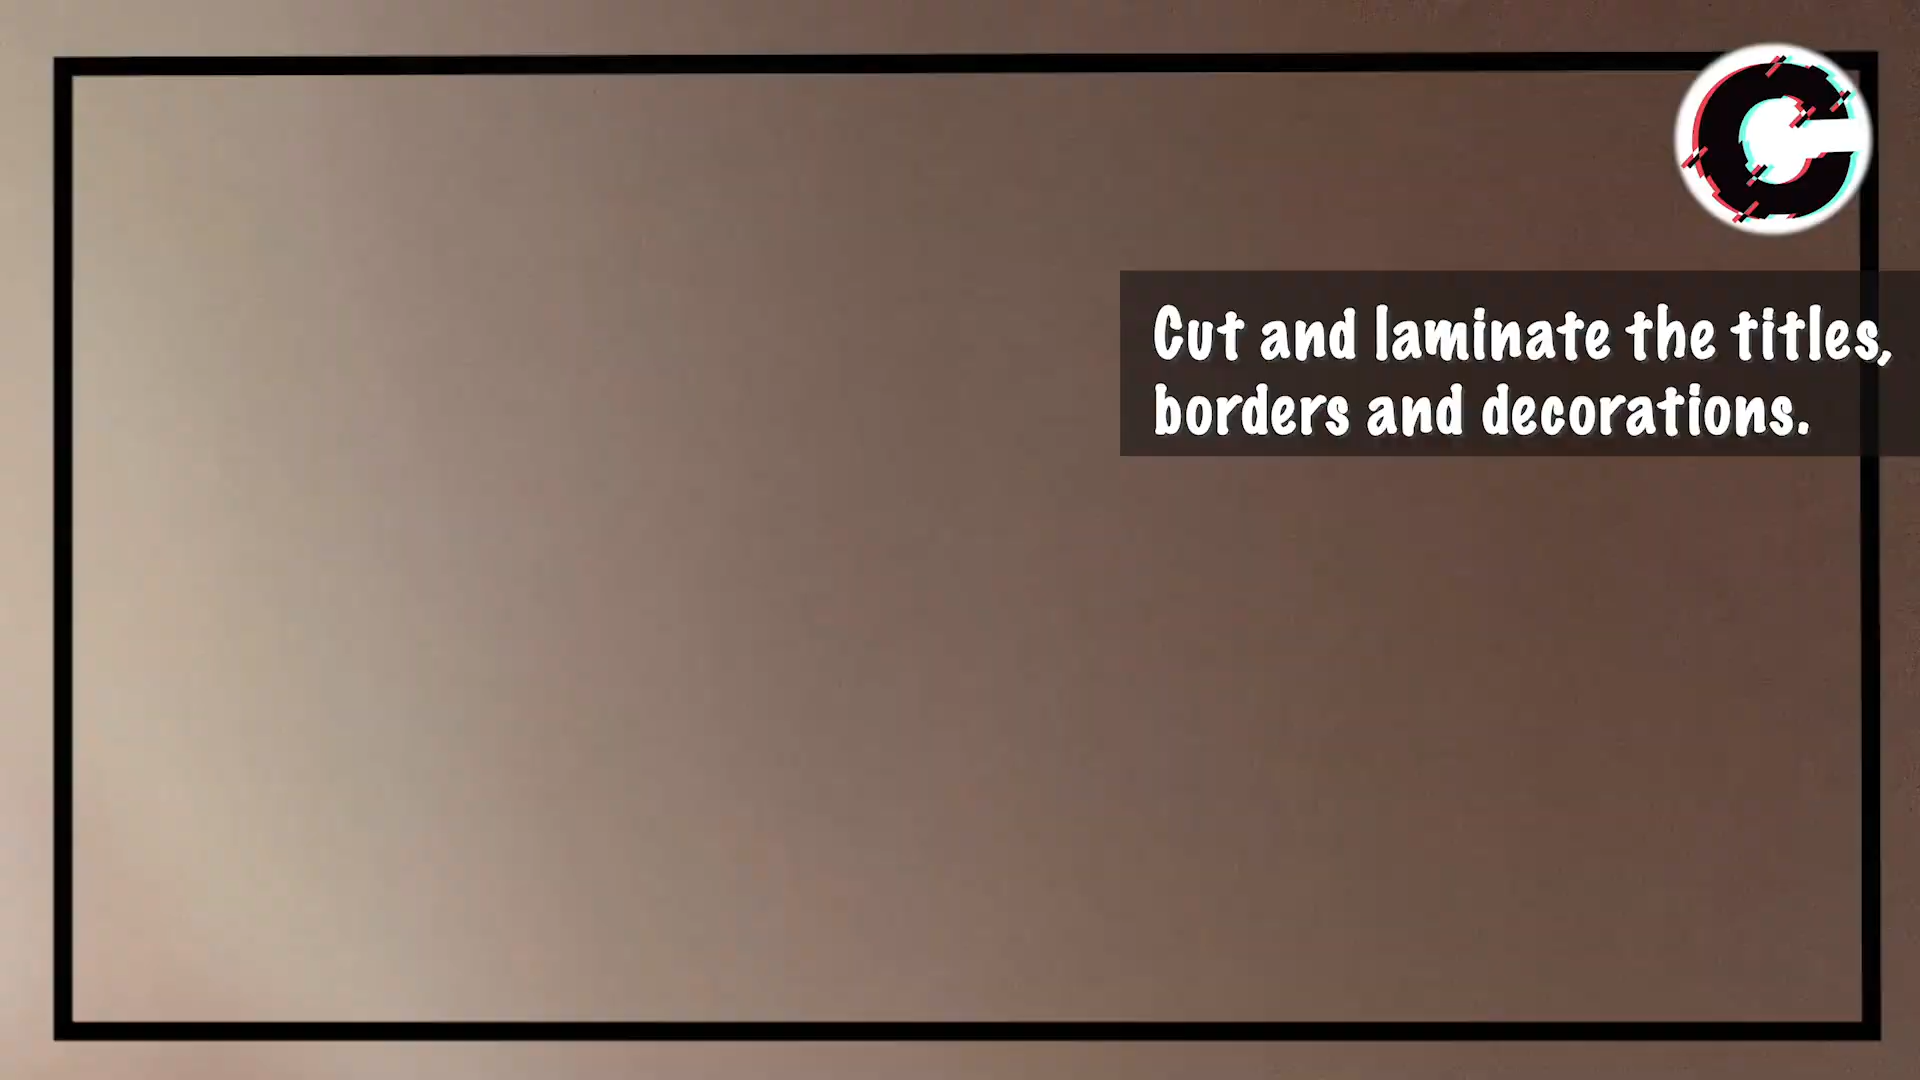 C
Cut and laminate the titles,
borders and decorations.